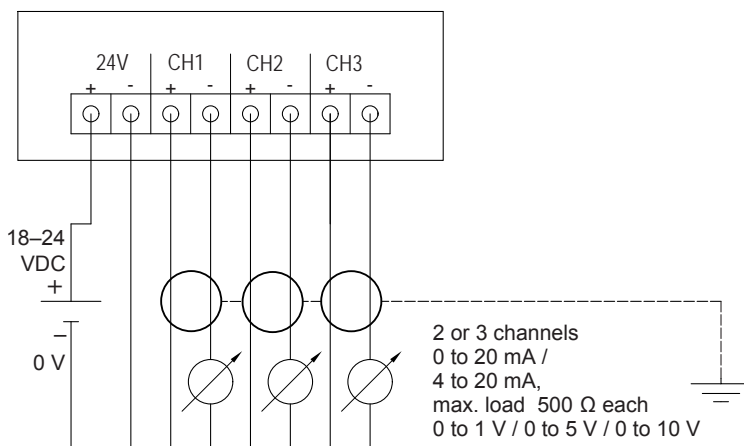 24V CH1 CH2 CH3
+ - + - + - + -
18–24
VDC
+
–
0 V
2 or 3 channels
0 to 20 mA /
4 to 20 mA,
max. load 500 Ω each
0 to 1 V / 0 to 5 V / 0 to 10 V